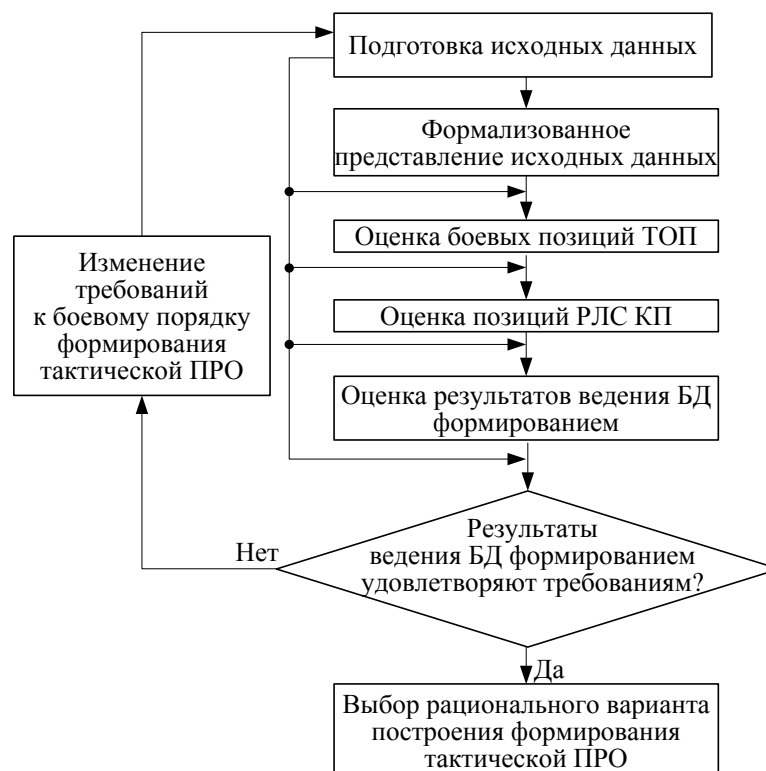 Подготовка исходных данных
Формализованное
представление исходных данных
Оценка боевых позиций ТОП
Оценка позиций РЛС КП
Оценка результатов ведения БД
формированием
Изменение
требований
к боевому порядку
формирования
тактической ПРО
Результаты
ведения БД формированием
удовлетворяют требованиям?
Нет
Да
Выбор рационального варианта
построения формирования
тактической ПРО